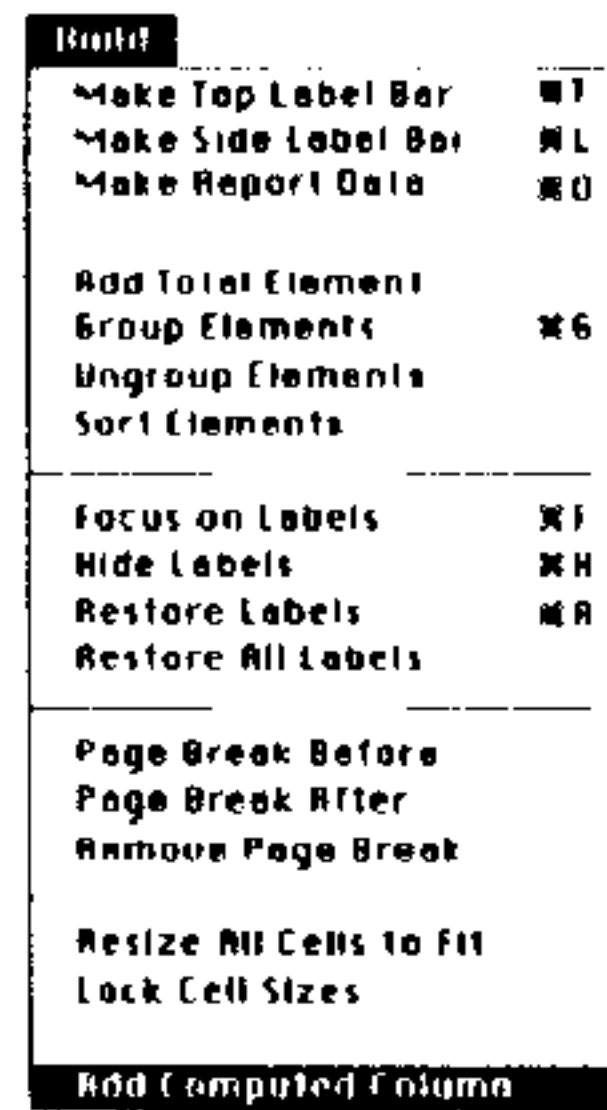 Build
Make Top Label Bar ⌘T
Make Side Label Bar ⌘L
Make Report Data ⌘D
Add Total Element
Group Elements ⌘G
Ungroup Elements
Sort Elements
Focus on Labels ⌘F
Hide Labels ⌘H
Restore Labels ⌘R
Restore All Labels
Page Break Before
Page Break After
Remove Page Break
Resize All Cells to Fit
Lock Cell Sizes
Add Computed Column